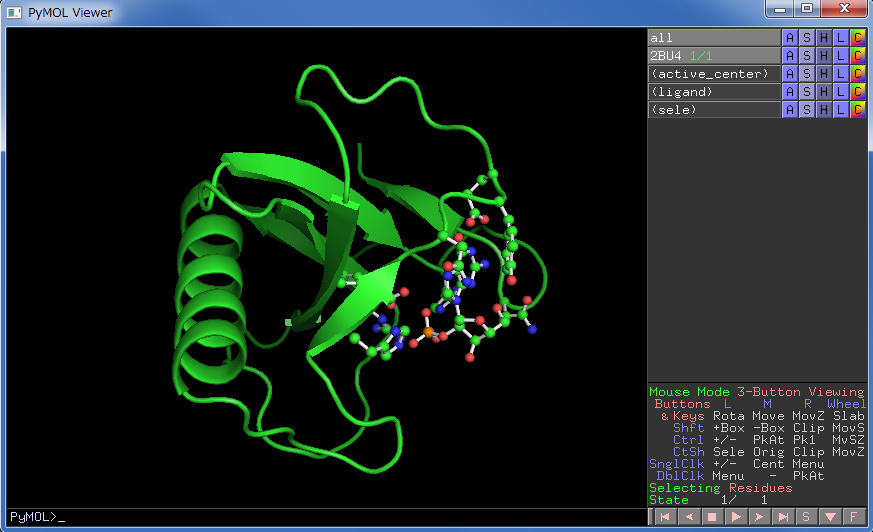 PyMOL Viewer
all A S H L C
2BU4 1/1 A S H L C
(active_center) A S H L C
(ligand) A S H L C
(sele) A S H L C
Mouse Mode 3-Button Viewing
Buttons L M R Wheel
& Keys Rota Move MovZ Slab
Shft +Box -Box Clip MovS
Ctrl +/- PkAt Pk1 MvSZ
CtSh Sele Orig Clip MovZ
SnglClk +/- Cent Menu
DblClk Menu - PkAt
Selecting Residues
State 1/ 1
PyMOL>_
S F